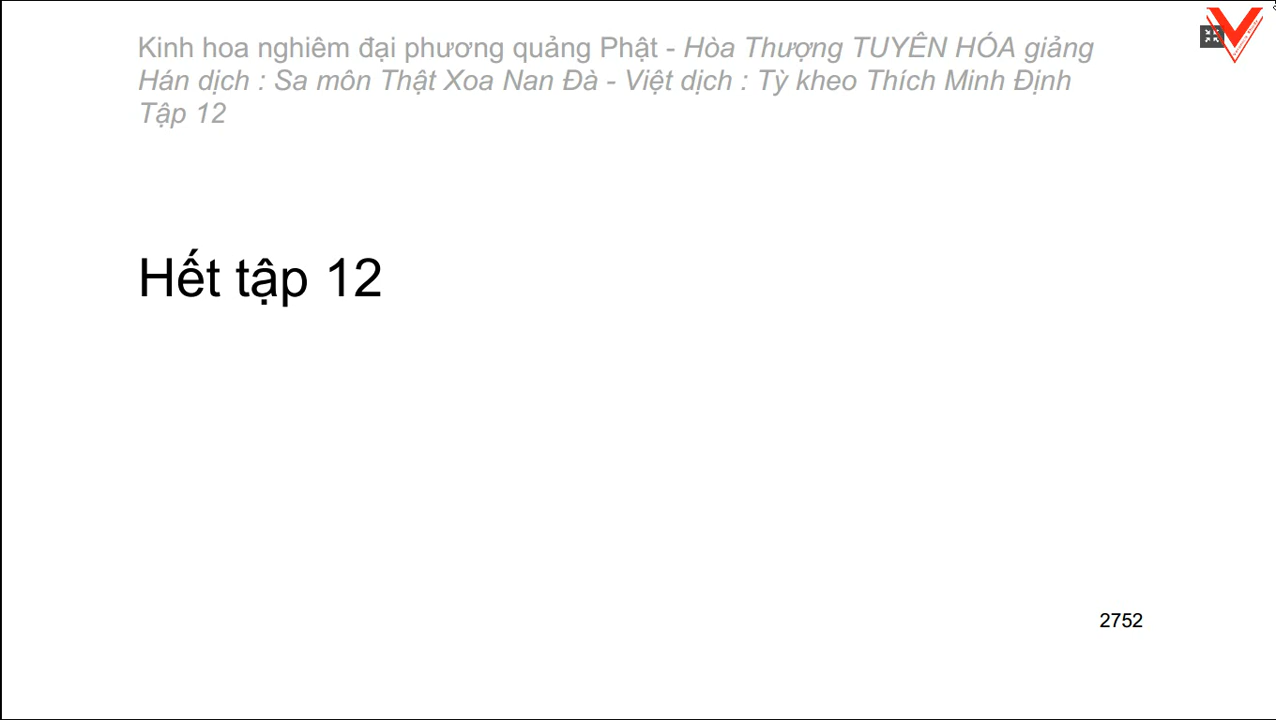 Kinh hoa nghiêm đại phương quảng Phật - Hòa Thượng TUYÊN HÓA giảng
Hán dịch : Sa môn Thật Xoa Nan Đà - Việt dịch : Tỳ kheo Thích Minh Định
Tập 12
Hết tập 12
2752